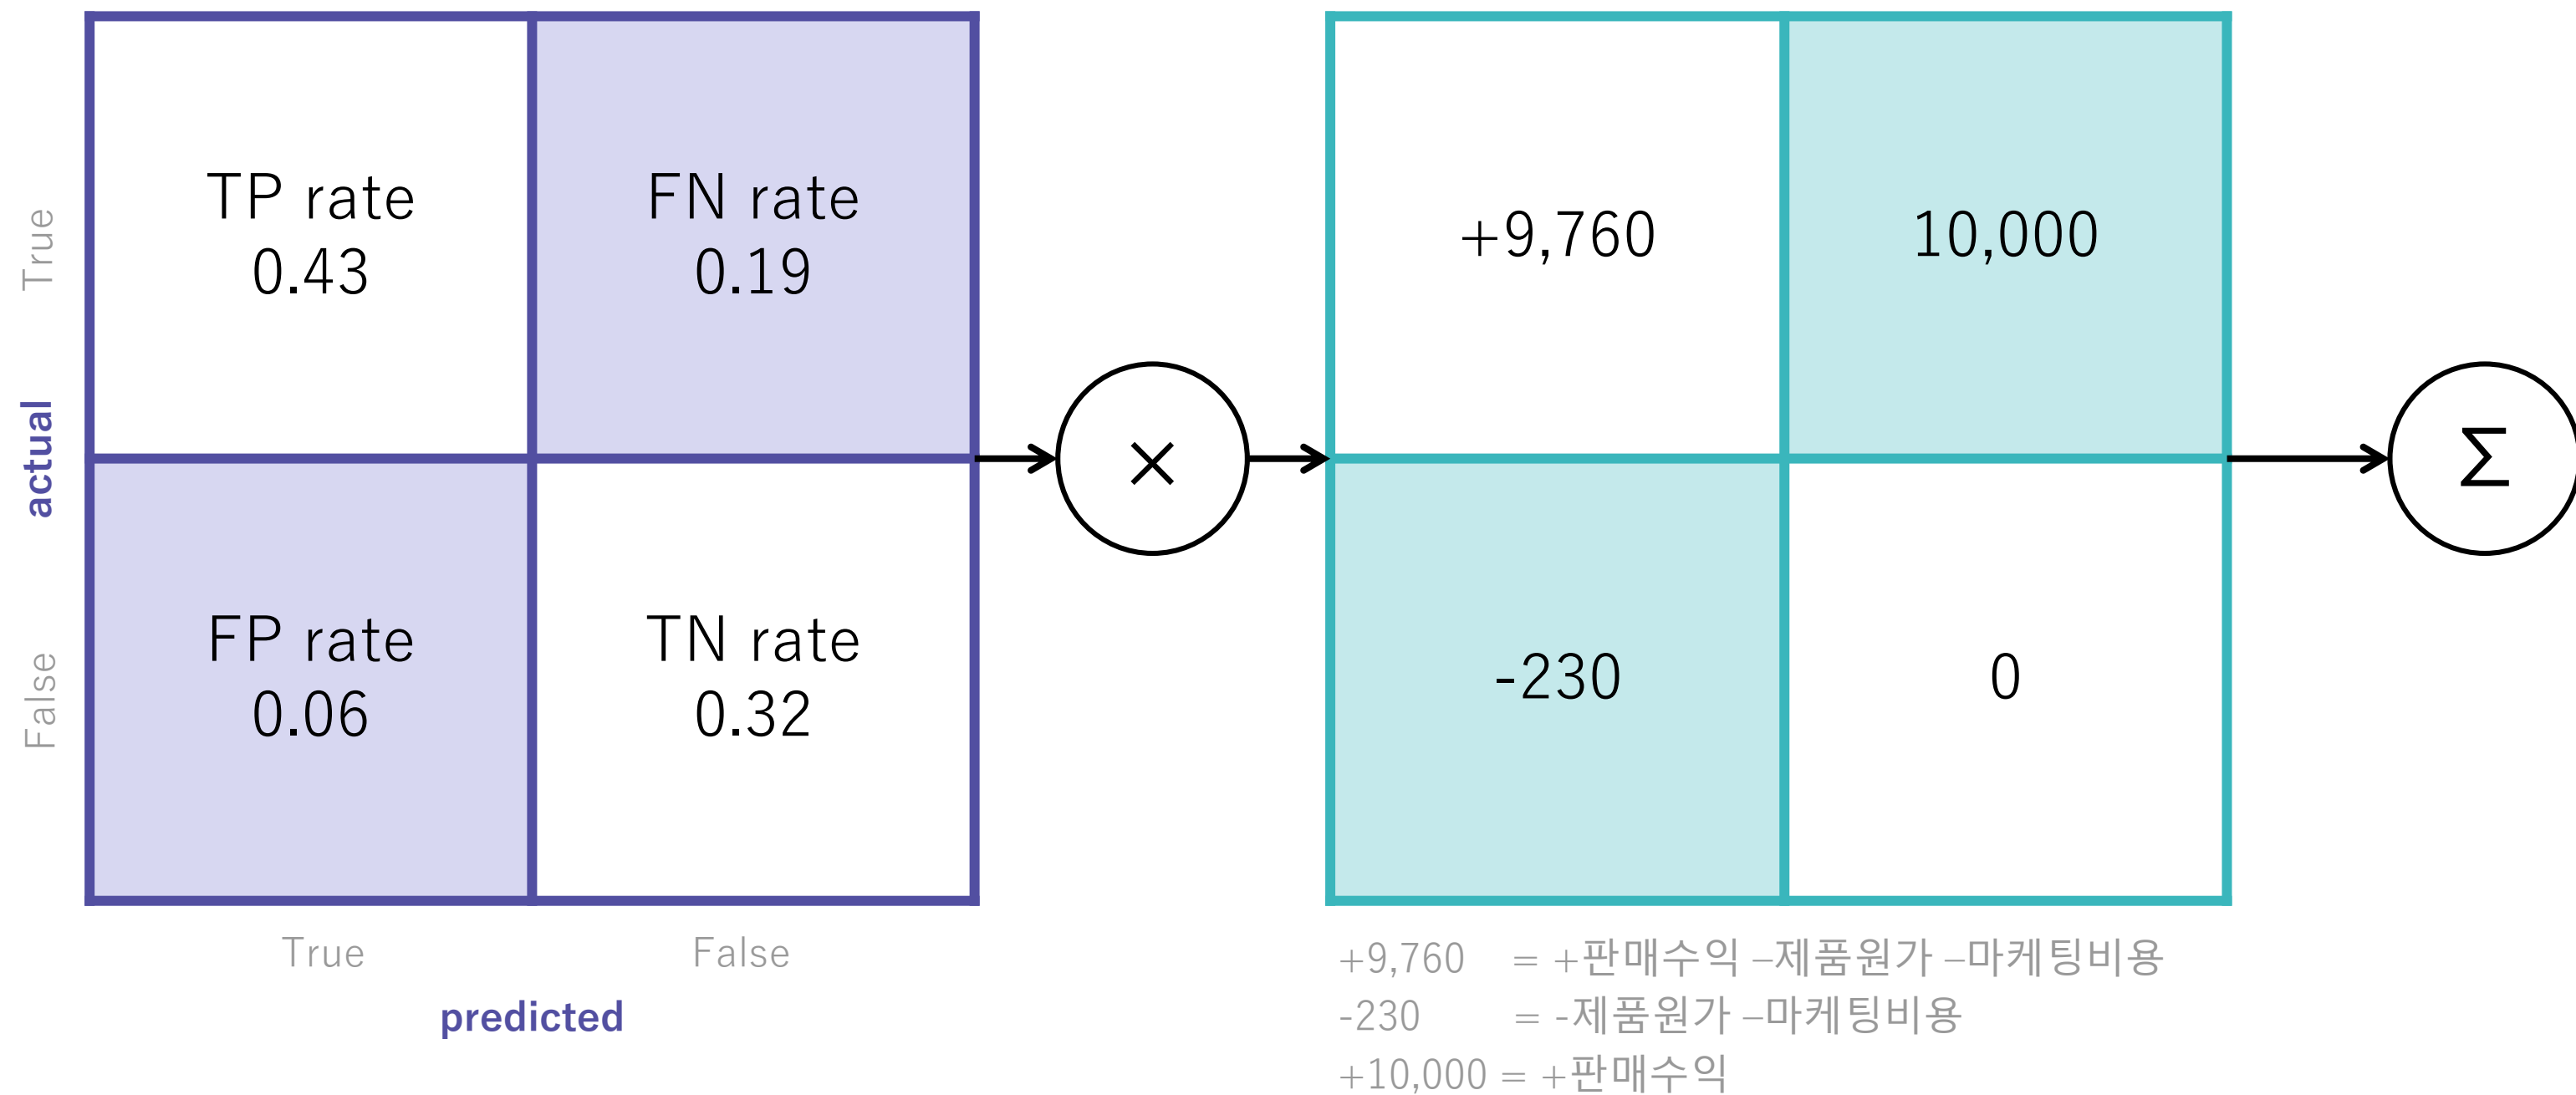 TP rate
0.43
FN rate
0.19
FP rate
0.06
TN rate
0.32
True
actual
False
True
False
predicted
×
+9,760
10,000
-230
0
Σ
+9,760 = +판매수익 –제품원가 –마케팅비용
-230 = -제품원가 –마케팅비용
+10,000 = +판매수익